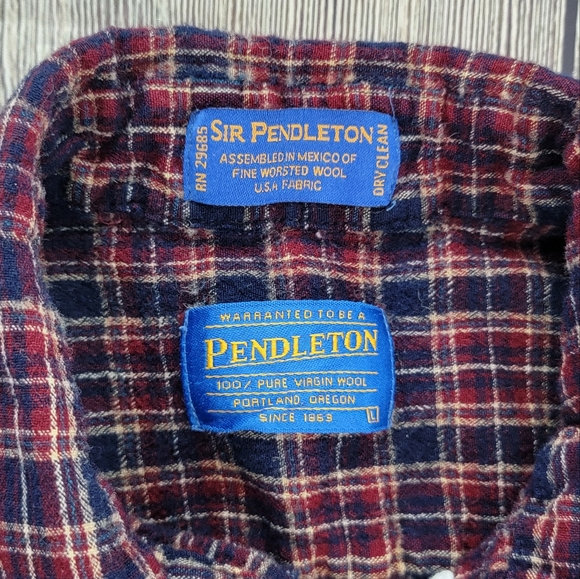 SIR PENDLETON
ASSEMBLED IN MEXICO OF
FINE WORSTED WOOL
U.S.A FABRIC
RN 29685
DRY CLEAN
WARRANTED TO BE A
PENDLETON
100% PURE VIRGIN WOOL
PORTLAND, OREGON
SINCE 1863
L